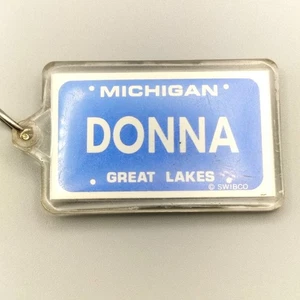 MICHIGAN
DONNA
GREAT LAKES
© SWIBCO